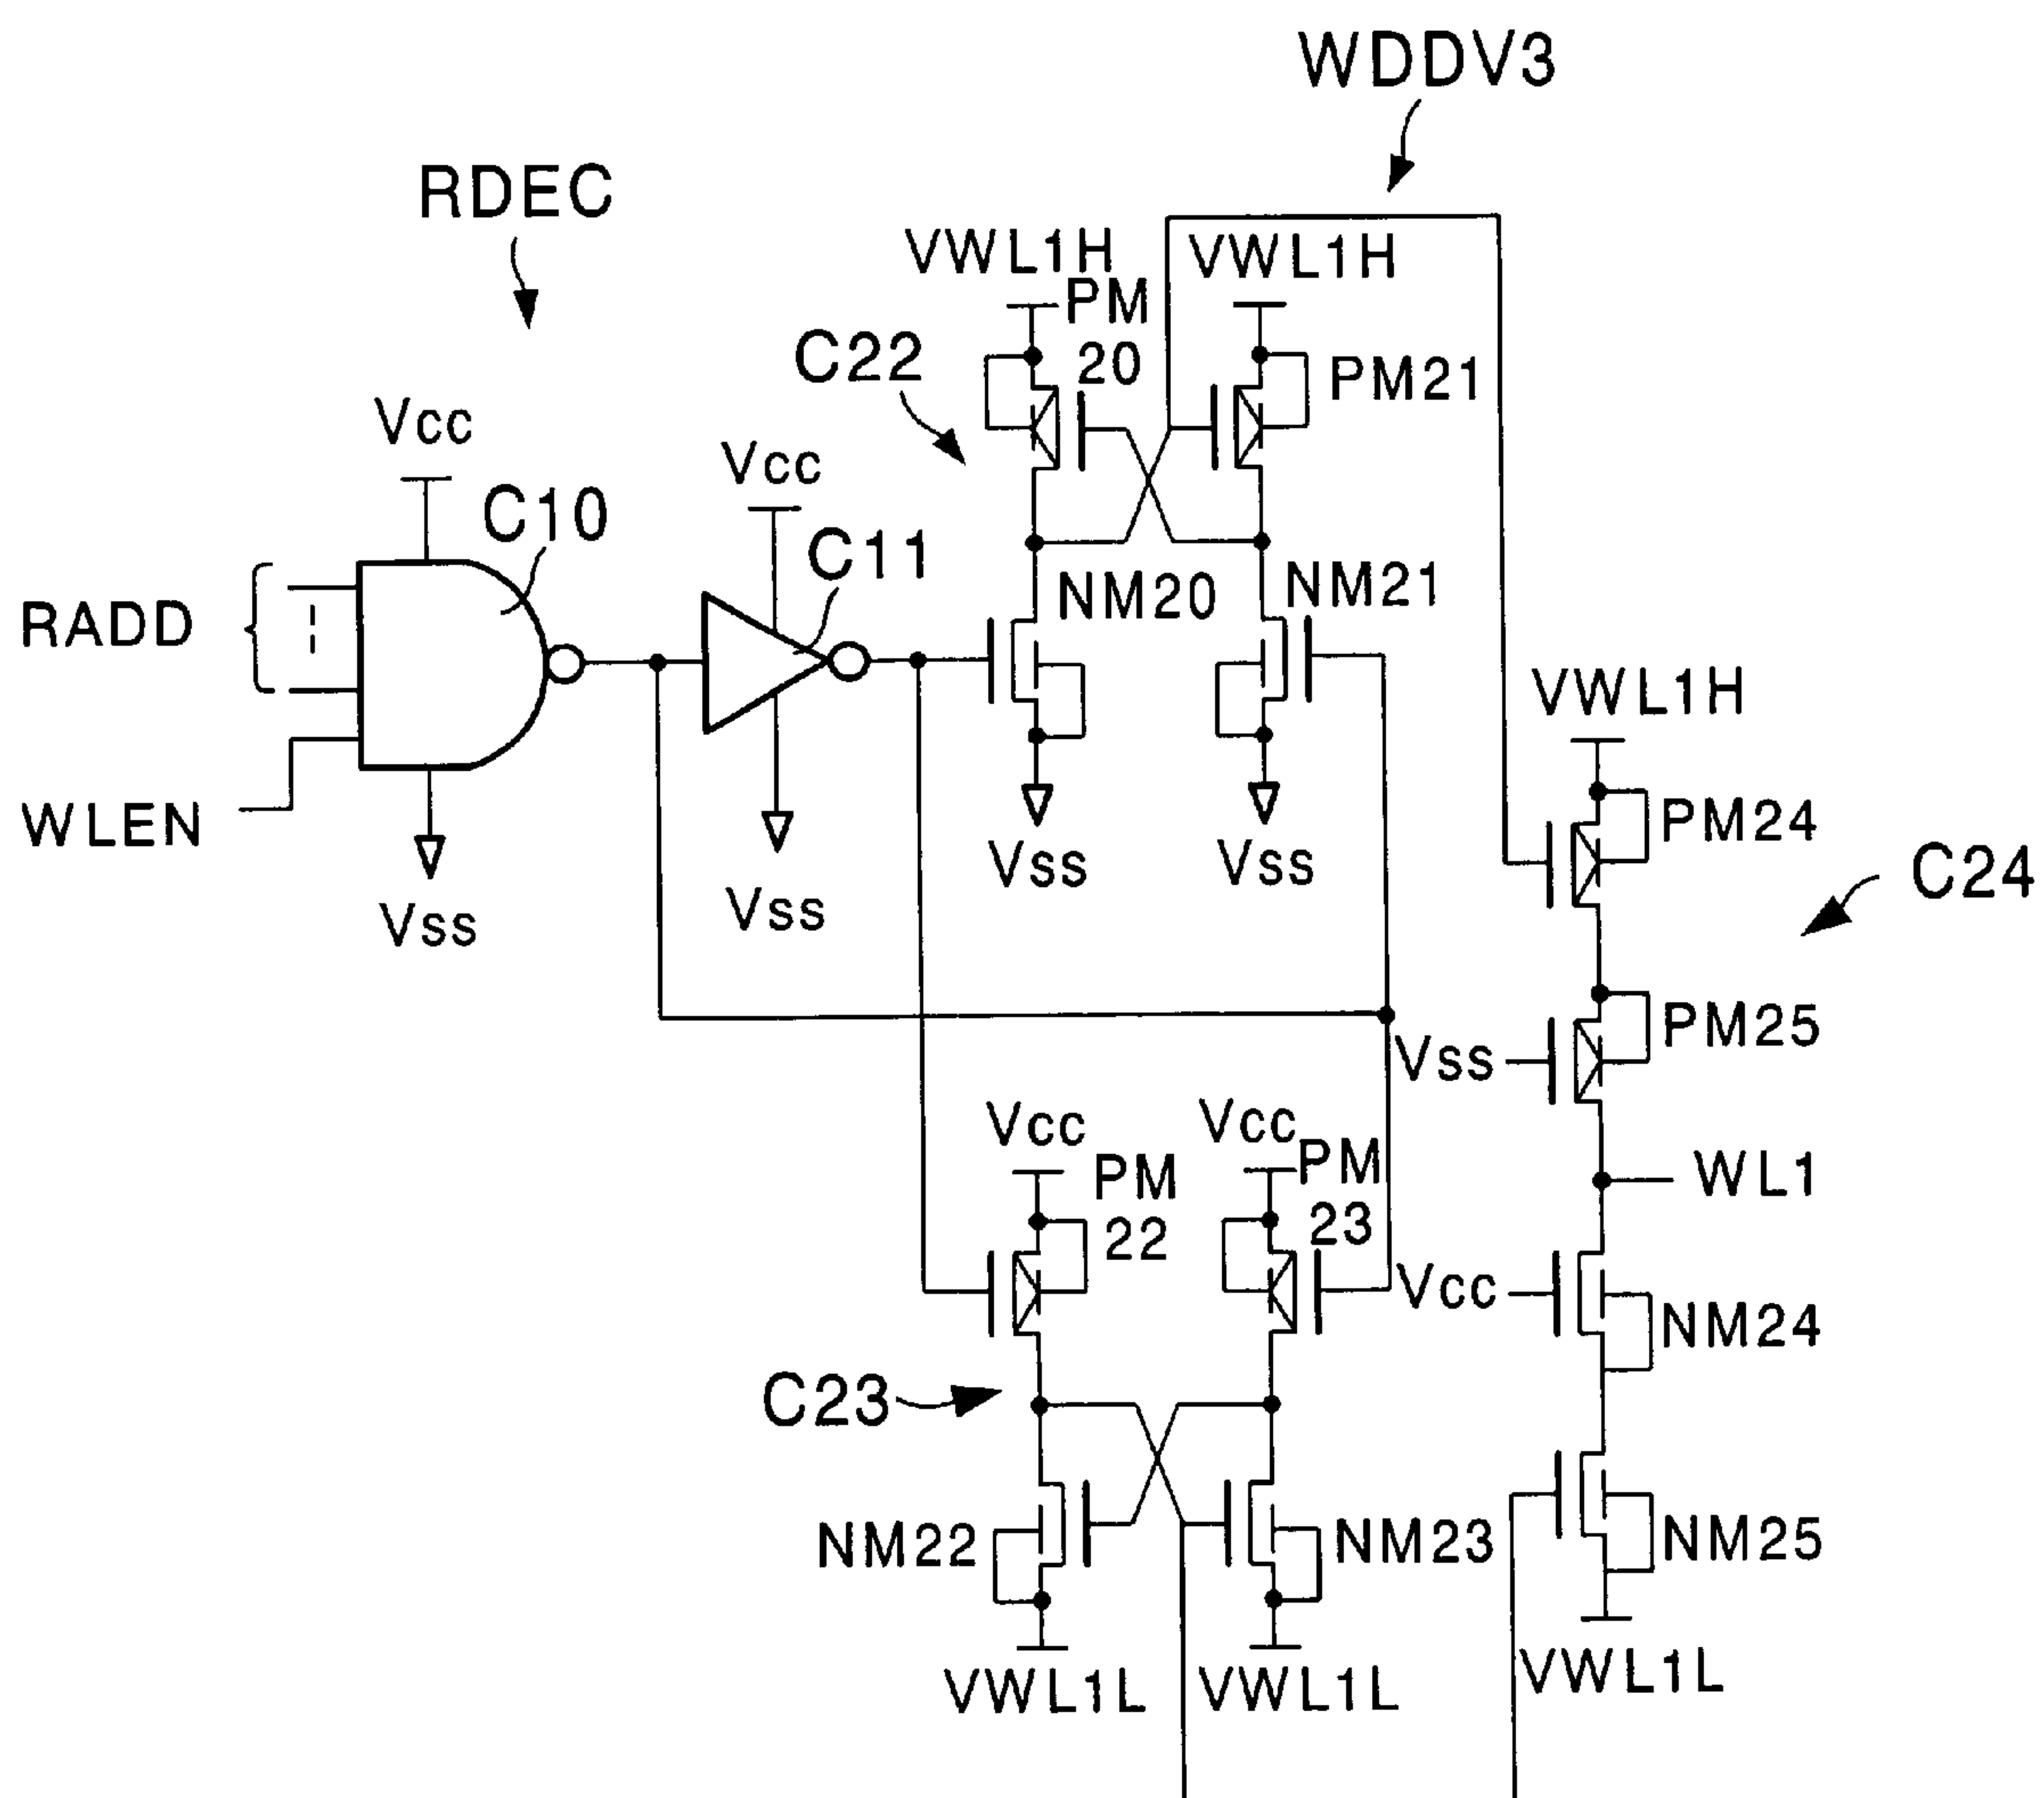 WDDV3
RDEC
VWL1H
VWL1H
PM
20
C22
PM21
Vcc
Vcc
C10
C11
NM20
NM21
RADD
VWL1H
WLEN
PM24
Vss
Vss
C24
Vss
Vss
PM25
Vss
Vcc
Vcc
PM
22
PM
23
WL1
Vcc
NM24
C23
NM22
NM23
NM25
VWL1L
VWL1L
VWL1L